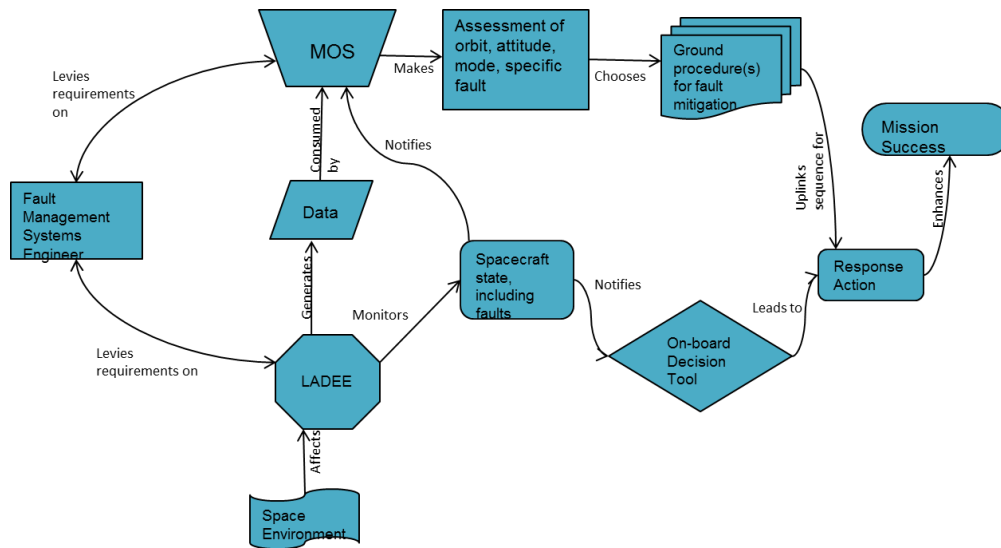 MOS
Assessment of
orbit, attitude,
mode, specific
fault
Ground
procedure(s)
for fault
mitigation
Mission
Success
Levies
requirements
on
Makes
Chooses
Consumed
by
Notifies
Uplinks
sequence for
Enhances
Fault
Management
Systems
Engineer
Data
Generates
Spacecraft
state,
including
faults
Notifies
Response
Action
Monitors
Leads to
Levies
requirements on
LADEE
On-board
Decision
Tool
Affects
Space
Environment